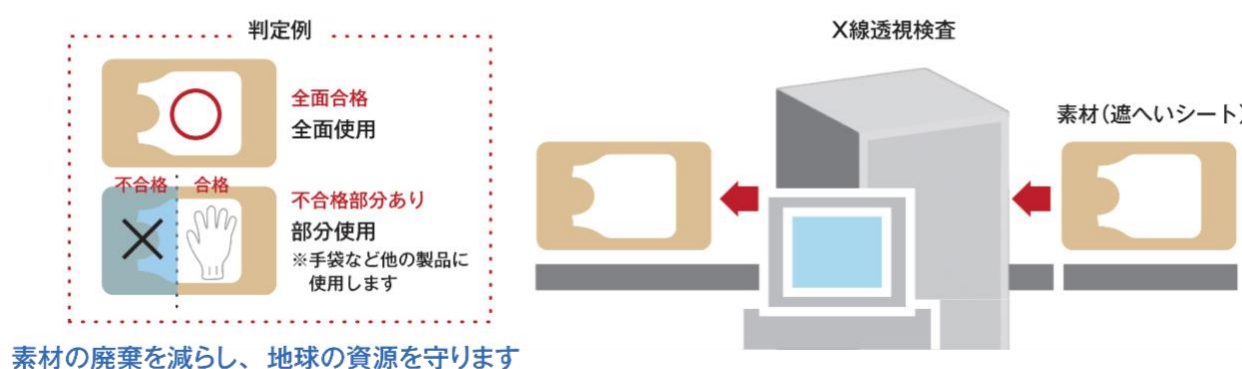 判定例
全面合格
全面使用
不合格 合格
不合格部分あり
部分使用
※手袋など他の製品に
使用します
素材の廃棄を減らし、地球の資源を守ります
X線透視検査
素材（遮へいシート）